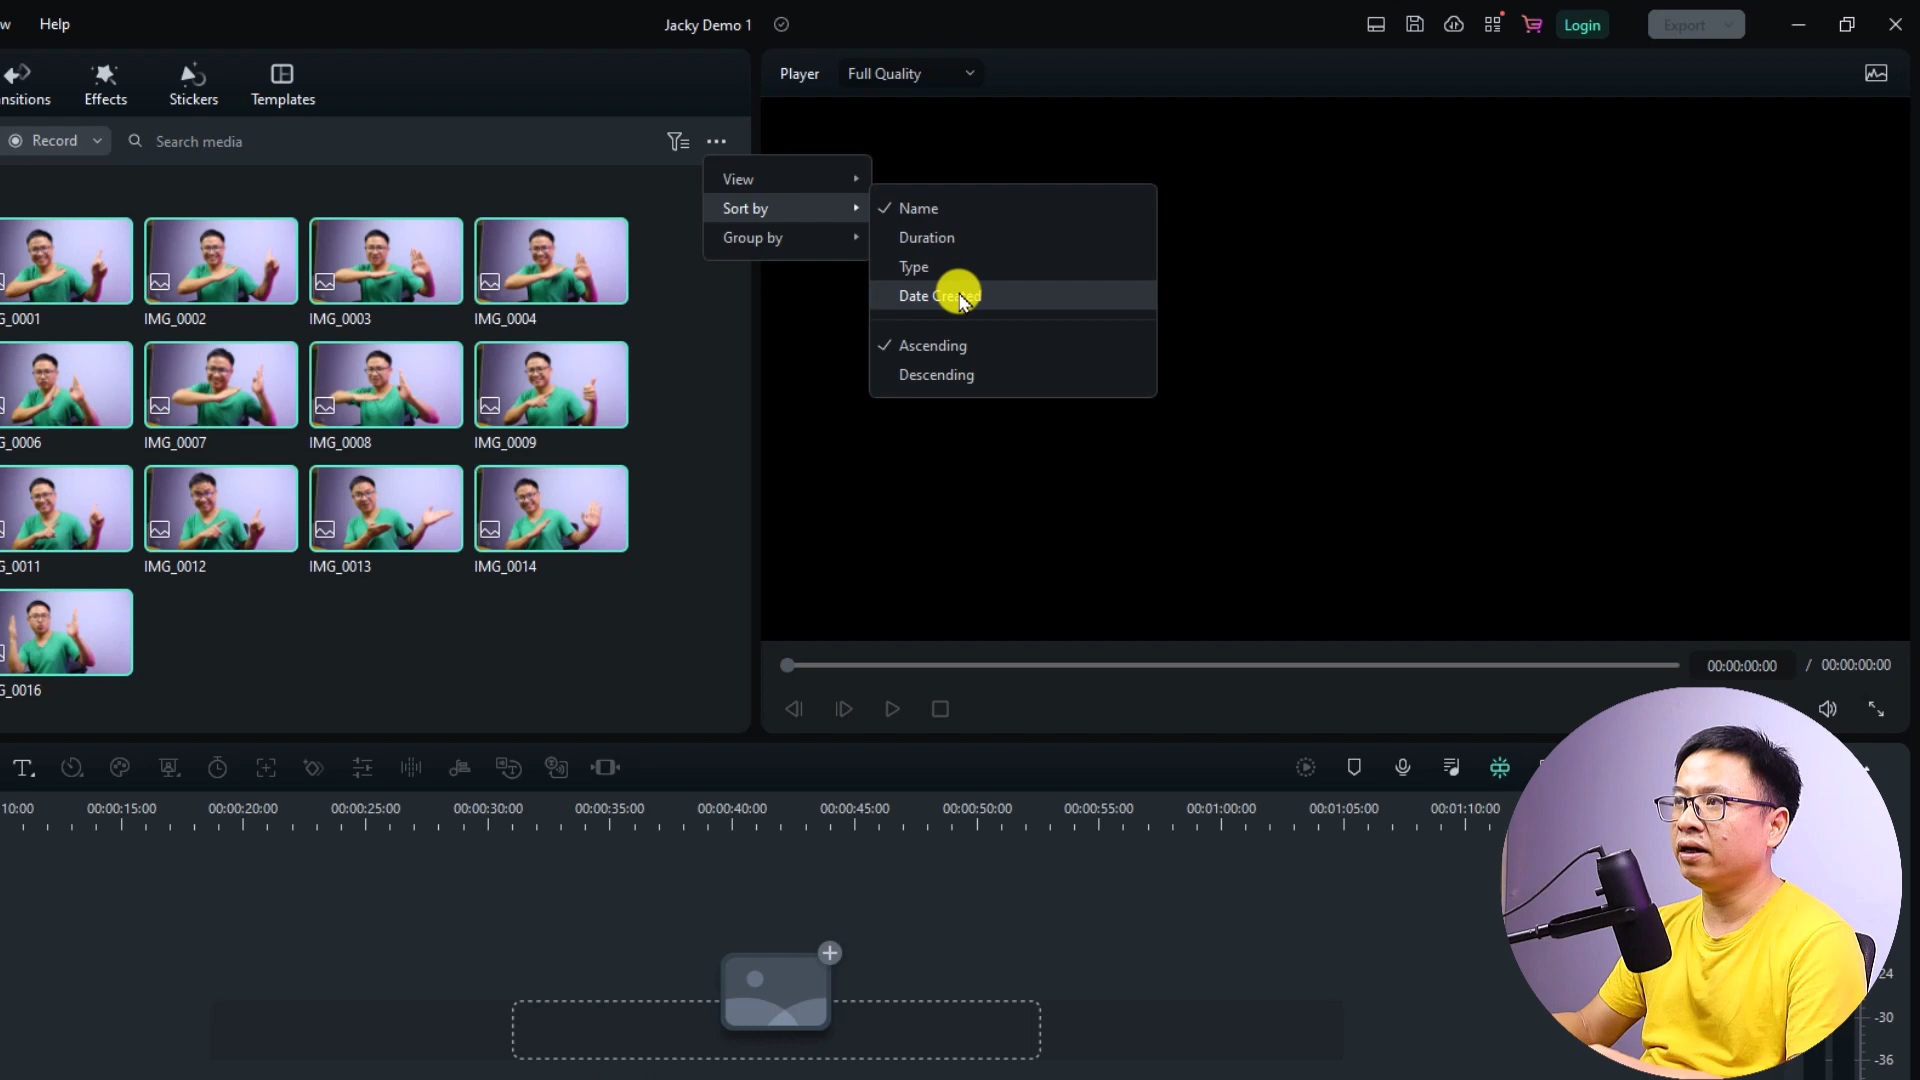 w Help Jacky Demo 1 Login Export
nsitions Effects Stickers Templates
Player Full Quality
Record Search media
View
Sort by
Group by
Name
Duration
Type
Date Created
Ascending
Descending
G_0001 IMG_0002 IMG_0003 IMG_0004
G_0006 IMG_0007 IMG_0008 IMG_0009
G_0011 IMG_0012 IMG_0013 IMG_0014
G_0016
00:00:00:00 / 00:00:00:00
10:00 00:00:15:00 00:00:20:00 00:00:25:00 00:00:30:00 00:00:35:00 00:00:40:00 00:00:45:00 00:00:50:00 00:00:55:00 00:01:00:00 00:01:05:00 00:01:10:00
-24
-30
-36